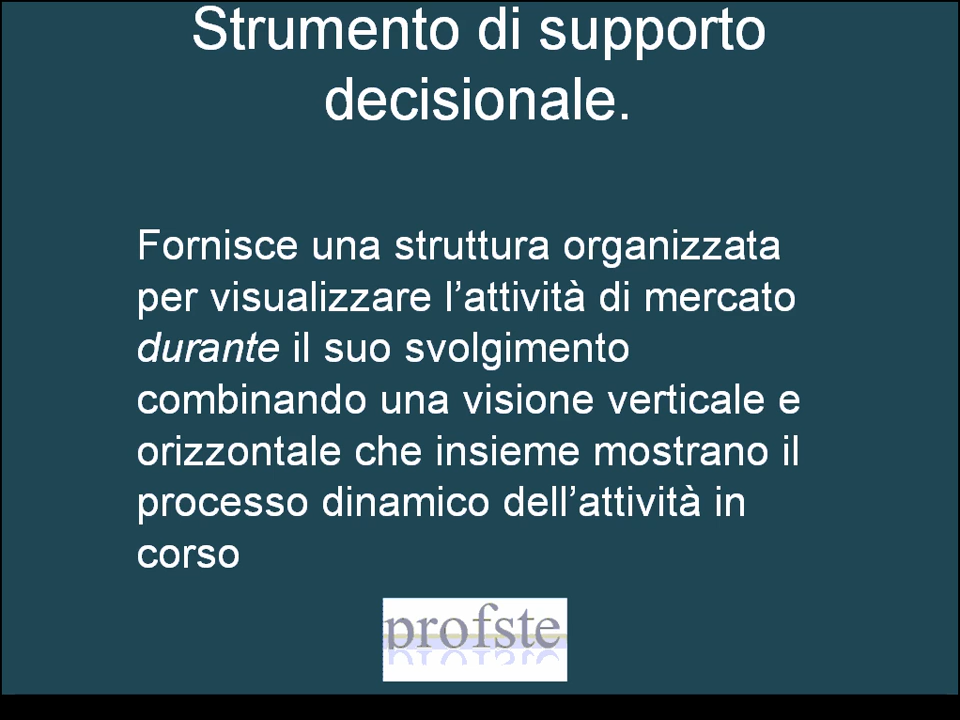 Strumento di supporto
decisionale.
Fornisce una struttura organizzata
per visualizzare l’attività di mercato
durante il suo svolgimento
combinando una visione verticale e
orizzontale che insieme mostrano il
processo dinamico dell’attività in
corso
profste